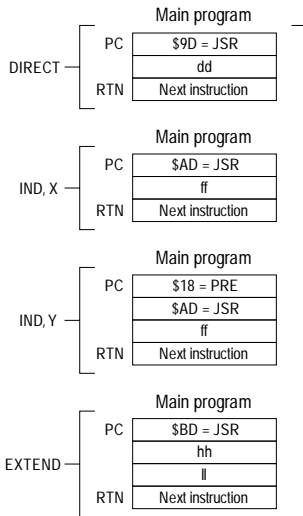 Main program
PC $9D = JSR
DIRECT
dd
RTN Next instruction
Main program
PC $AD = JSR
IND, X
ff
RTN Next instruction
Main program
PC $18 = PRE
$AD = JSR
IND, Y
ff
RTN Next instruction
Main program
PC $BD = JSR
hh
EXTEND
ll
RTN Next instruction